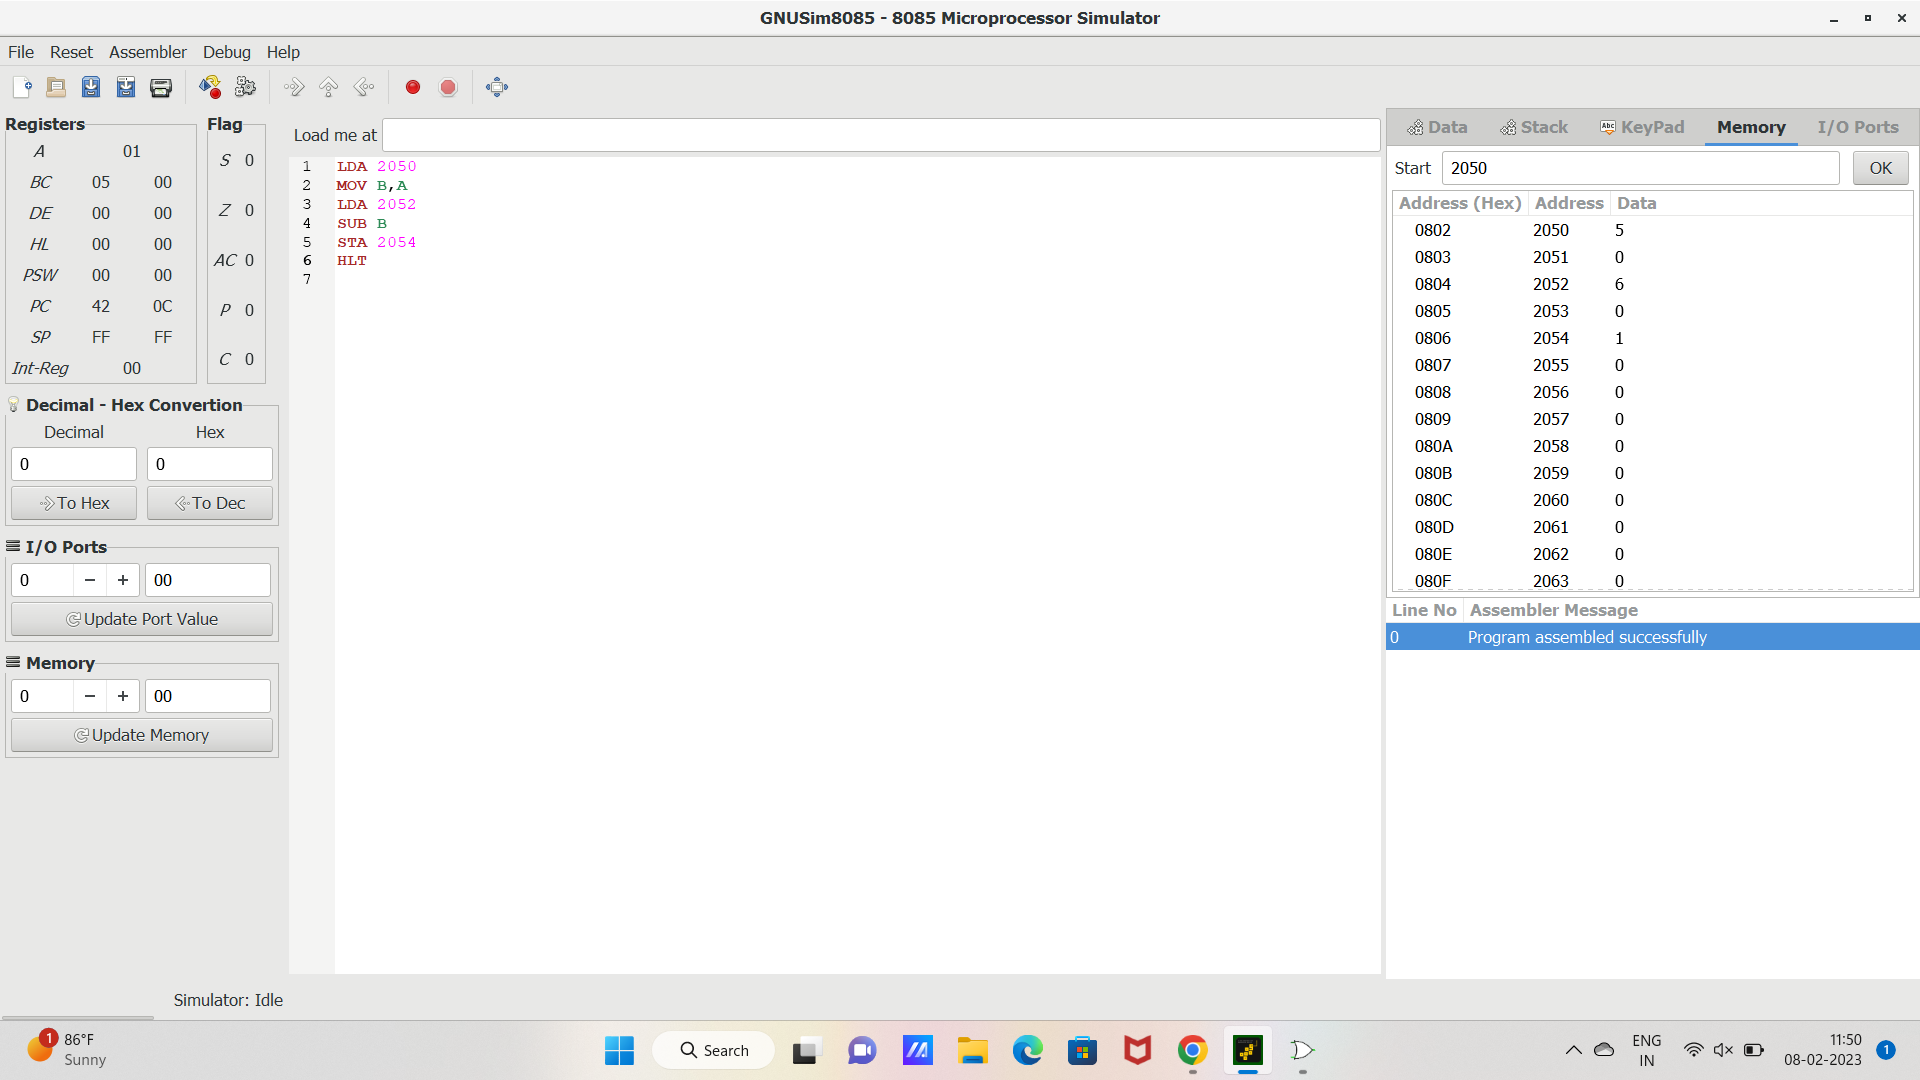 GNUSim8085 - 8085 Microprocessor Simulator
File Reset Assembler Debug Help
Registers
A 01
BC 05 00
DE 00 00
HL 00 00
PSW 00 00
PC 42 0C
SP FF FF
Int-Reg 00
Flag
S 0
Z 0
AC 0
P 0
C 0
Decimal - Hex Convertion
Decimal Hex
0 0
To Hex To Dec
I/O Ports
0 − + 00
Update Port Value
Memory
0 − + 00
Update Memory
Load me at
1 LDA 2050
2 MOV B,A
3 LDA 2052
4 SUB B
5 STA 2054
6 HLT
7
Data Stack Abc KeyPad Memory I/O Ports
Start 2050 OK
Address (Hex) Address Data
0802 2050 5
0803 2051 0
0804 2052 6
0805 2053 0
0806 2054 1
0807 2055 0
0808 2056 0
0809 2057 0
080A 2058 0
080B 2059 0
080C 2060 0
080D 2061 0
080E 2062 0
080F 2063 0
Line No Assembler Message
0 Program assembled successfully
Simulator: Idle
1 86°F
Sunny
Search
ENG
IN
11:50
08-02-2023
1